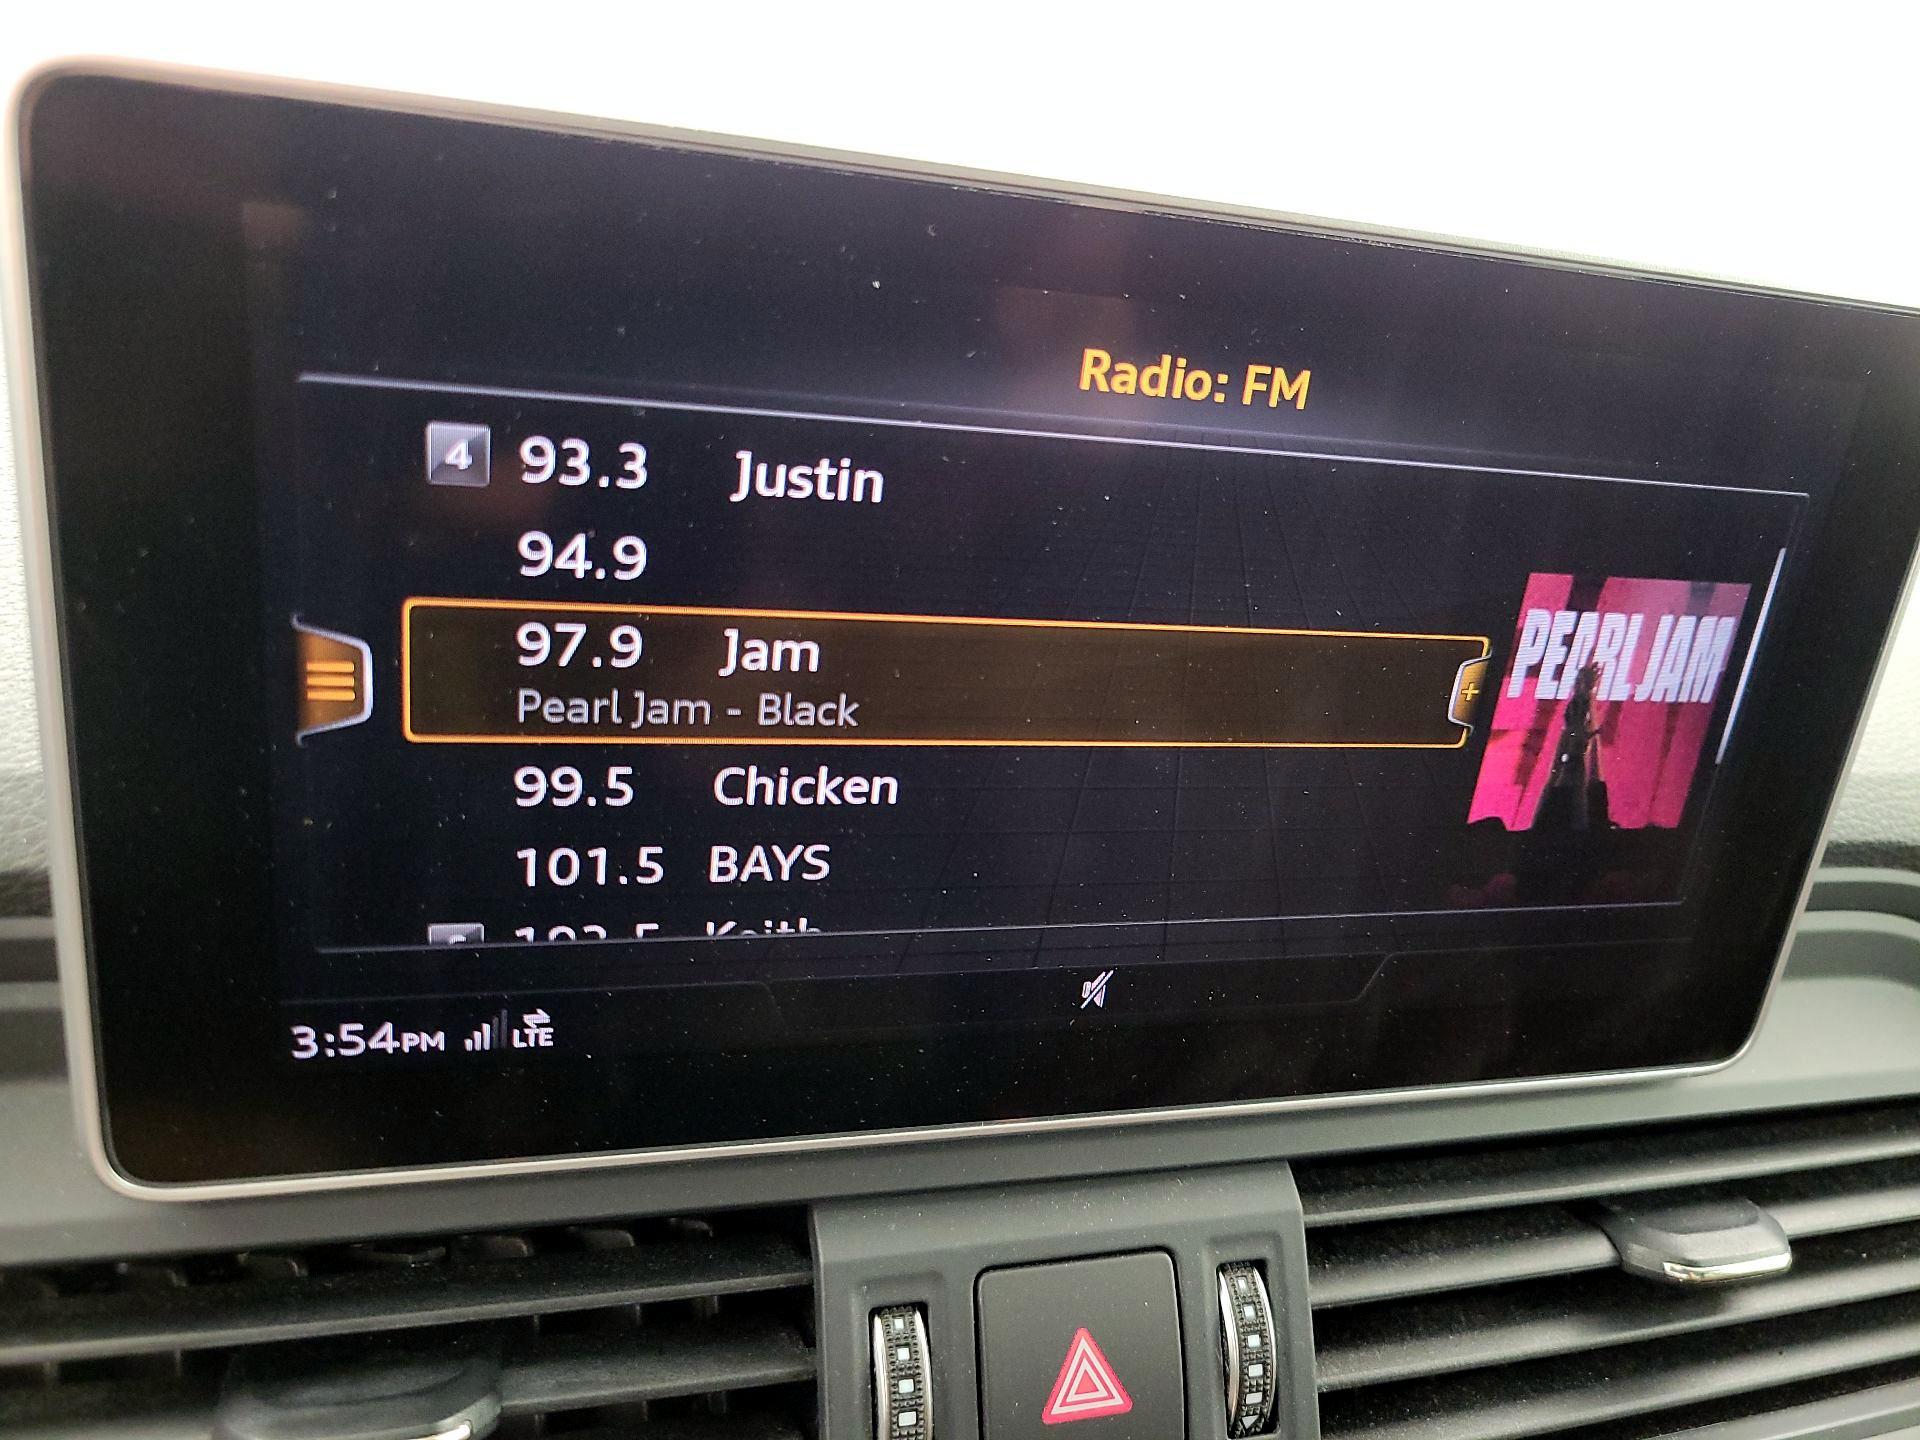 Radio: FM
4 93.3 Justin
94.9
97.9 Jam
Pearl Jam - Black
PEARL JAM
99.5 Chicken
101.5 BAYS
3:54PM LTE